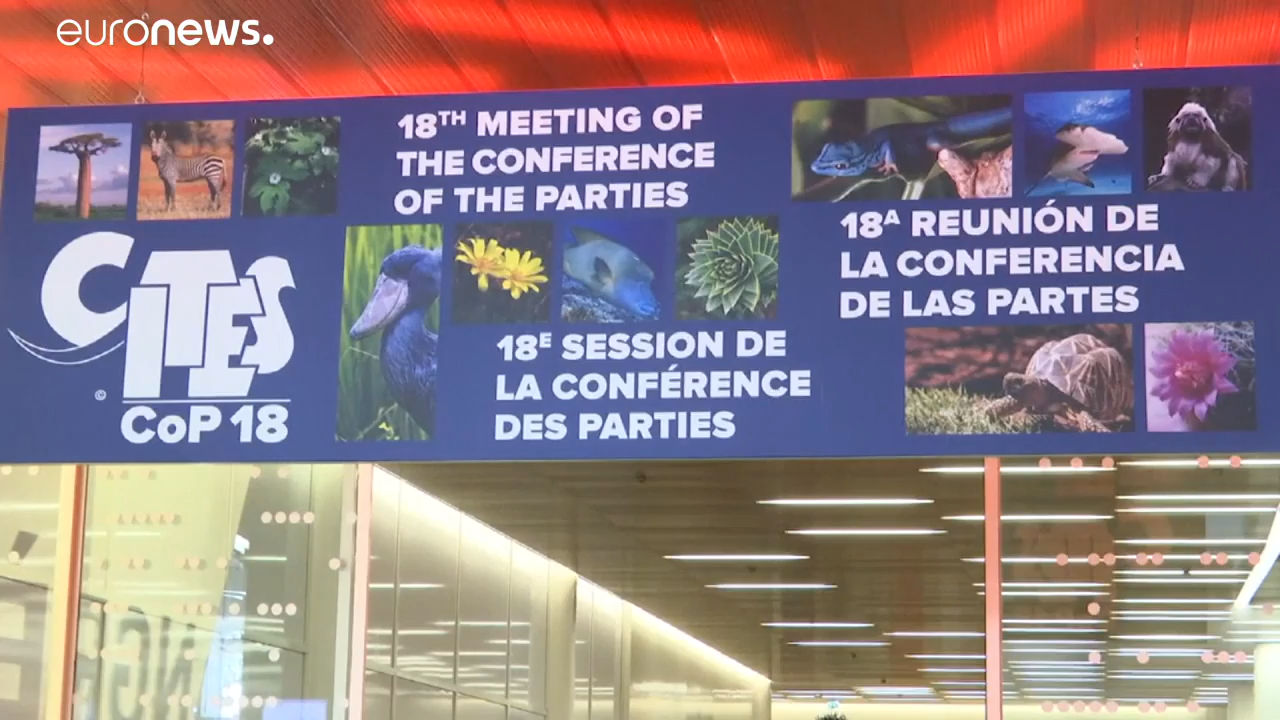 euronews.
18TH MEETING OF
THE CONFERENCE
OF THE PARTIES
18A REUNIÓN DE
LA CONFERENCIA
DE LAS PARTES
CITES
©
CoP 18
18E SESSION DE
LA CONFÉRENCE
DES PARTIES